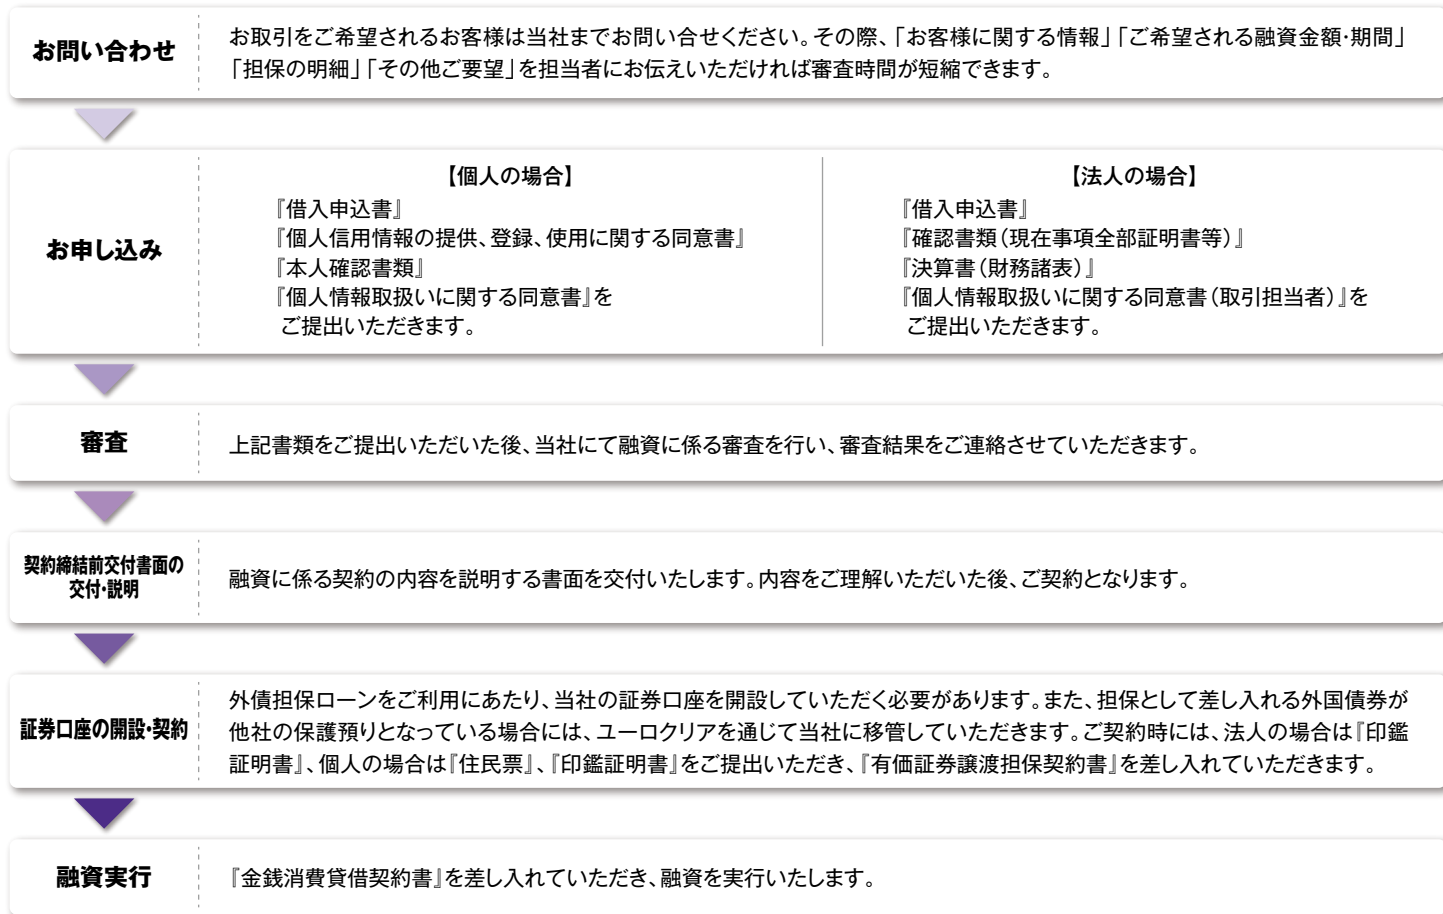 お問い合わせ
お取引をご希望されるお客様は当社までお問い合せください。その際、「お客様に関する情報」「ご希望される融資金額・期間」
「担保の明細」「その他ご要望」を担当者にお伝えいただければ審査時間が短縮できます。
お申し込み
【個人の場合】
『借入申込書』
『個人信用情報の提供、登録、使用に関する同意書』
『本人確認書類』
『個人情報取扱いに関する同意書』を
ご提出いただきます。
【法人の場合】
『借入申込書』
『確認書類（現在事項全部証明書等）』
『決算書（財務諸表）』
『個人情報取扱いに関する同意書（取引担当者）』を
ご提出いただきます。
審査
上記書類をご提出いただいた後、当社にて融資に係る審査を行い、審査結果をご連絡させていただきます。
契約締結前交付書面の
交付・説明
融資に係る契約の内容を説明する書面を交付いたします。内容をご理解いただいた後、ご契約となります。
証券口座の開設・契約
外債担保ローンをご利用にあたり、当社の証券口座を開設していただく必要があります。また、担保として差し入れる外国債券が
他社の保護預りとなっている場合には、ユーロクリアを通じて当社に移管していただきます。ご契約時には、法人の場合は『印鑑
証明書』、個人の場合は『住民票』、『印鑑証明書』をご提出いただき、『有価証券譲渡担保契約書』を差し入れていただきます。
融資実行
『金銭消費貸借契約書』を差し入れていただき、融資を実行いたします。